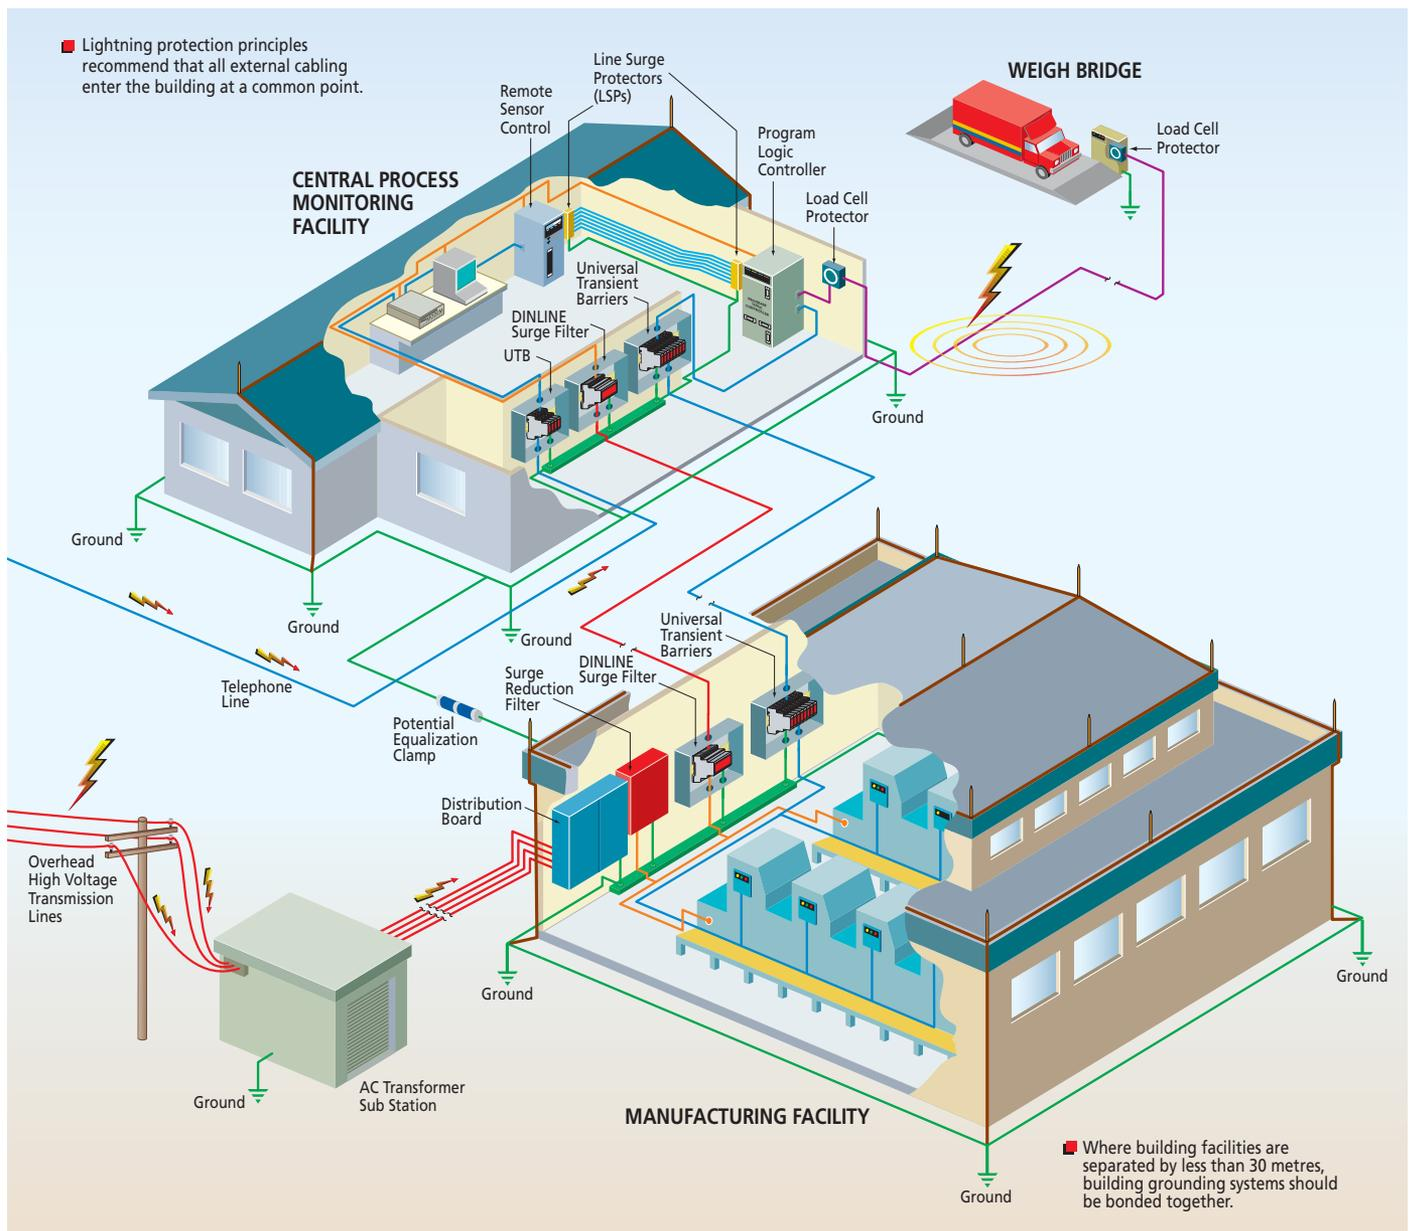 Lightning protection principles
recommend that all external cabling
enter the building at a common point.
Line Surge
Protectors
(LSPs)
Remote
Sensor
Control
WEIGH BRIDGE
Load Cell
Protector
Program
Logic
Controller
CENTRAL PROCESS
MONITORING
FACILITY
Load Cell
Protector
Universal
Transient
Barriers
DINLINE
Surge Filter
UTB
Ground
Ground
Ground
Ground
Telephone
Line
Universal
Transient
Barriers
DINLINE
Surge Filter
Surge
Reduction
Filter
Potential
Equalization
Clamp
Distribution
Board
Overhead
High Voltage
Transmission
Lines
Ground
Ground
Ground
AC Transformer
Sub Station
MANUFACTURING FACILITY
Where building facilities are
separated by less than 30 metres,
building grounding systems should
be bonded together.
Ground